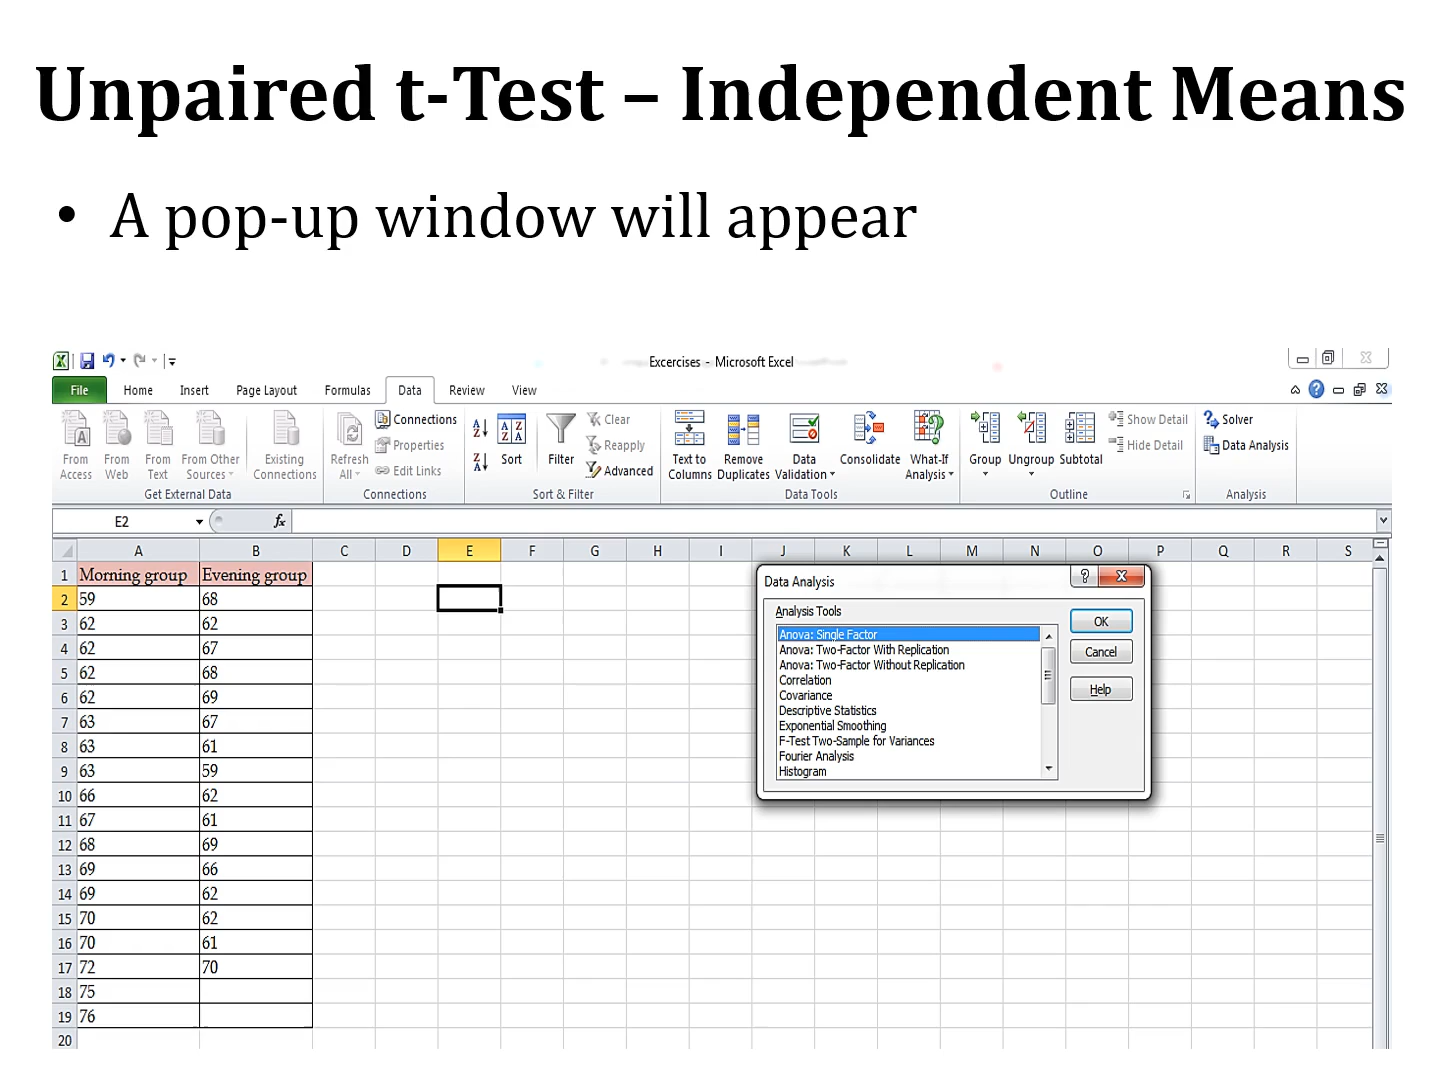 Unpaired t-Test – Independent Means
• A pop-up window will appear
Excercises - Microsoft Excel
File Home Insert Page Layout Formulas Data Review View
From Access
From Web
From Text
From Other Sources
Existing Connections
Get External Data
Refresh All
Connections
Properties
Edit Links
Connections
Sort
Filter
Clear
Reapply
Advanced
Sort & Filter
Text to Columns
Remove Duplicates
Data Validation
Consolidate
What-If Analysis
Data Tools
Group
Ungroup
Subtotal
Show Detail
Hide Detail
Outline
Solver
Data Analysis
Analysis
E2 fx
A B C D E F G H I J K L M N O P Q R S
1 Morning group Evening group
2 59 68
3 62 62
4 62 67
5 62 68
6 62 69
7 63 67
8 63 61
9 63 59
10 66 62
11 67 61
12 68 69
13 69 66
14 69 62
15 70 62
16 70 61
17 72 70
18 75
19 76
20
Data Analysis
Analysis Tools
Anova: Single Factor
Anova: Two-Factor With Replication
Anova: Two-Factor Without Replication
Correlation
Covariance
Descriptive Statistics
Exponential Smoothing
F-Test Two-Sample for Variances
Fourier Analysis
Histogram
OK
Cancel
Help